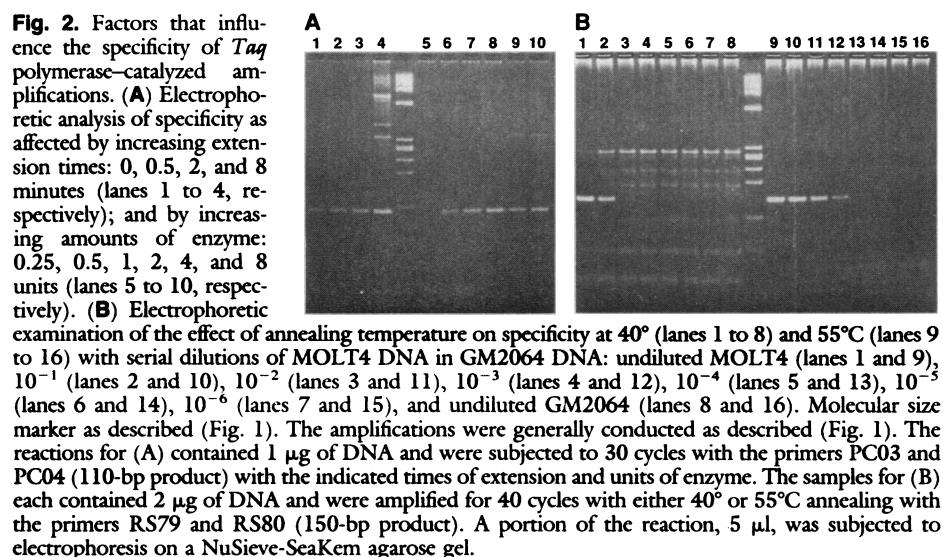 Fig. 2. Factors that influ-
ence the specificity of Taq
polymerase–catalyzed am-
plifications. (A) Electropho-
retic analysis of specificity as
affected by increasing exten-
sion times: 0, 0.5, 2, and 8
minutes (lanes 1 to 4, re-
spectively); and by increas-
ing amounts of enzyme:
0.25, 0.5, 1, 2, 4, and 8
units (lanes 5 to 10, respec-
tively). (B) Electrophoretic
examination of the effect of annealing temperature on specificity at 40° (lanes 1 to 8) and 55°C (lanes 9
to 16) with serial dilutions of MOLT4 DNA in GM2064 DNA: undiluted MOLT4 (lanes 1 and 9),
10⁻¹ (lanes 2 and 10), 10⁻² (lanes 3 and 11), 10⁻³ (lanes 4 and 12), 10⁻⁴ (lanes 5 and 13), 10⁻⁵
(lanes 6 and 14), 10⁻⁶ (lanes 7 and 15), and undiluted GM2064 (lanes 8 and 16). Molecular size
marker as described (Fig. 1). The amplifications were generally conducted as described (Fig. 1). The
reactions for (A) contained 1 μg of DNA and were subjected to 30 cycles with the primers PC03 and
PC04 (110-bp product) with the indicated times of extension and units of enzyme. The samples for (B)
each contained 2 μg of DNA and were amplified for 40 cycles with either 40° or 55°C annealing with
the primers RS79 and RS80 (150-bp product). A portion of the reaction, 5 μl, was subjected to
electrophoresis on a NuSieve-SeaKem agarose gel.
A
1 2 3 4 5 6 7 8 9 10
B
1 2 3 4 5 6 7 8 9 10 11 12 13 14 15 16